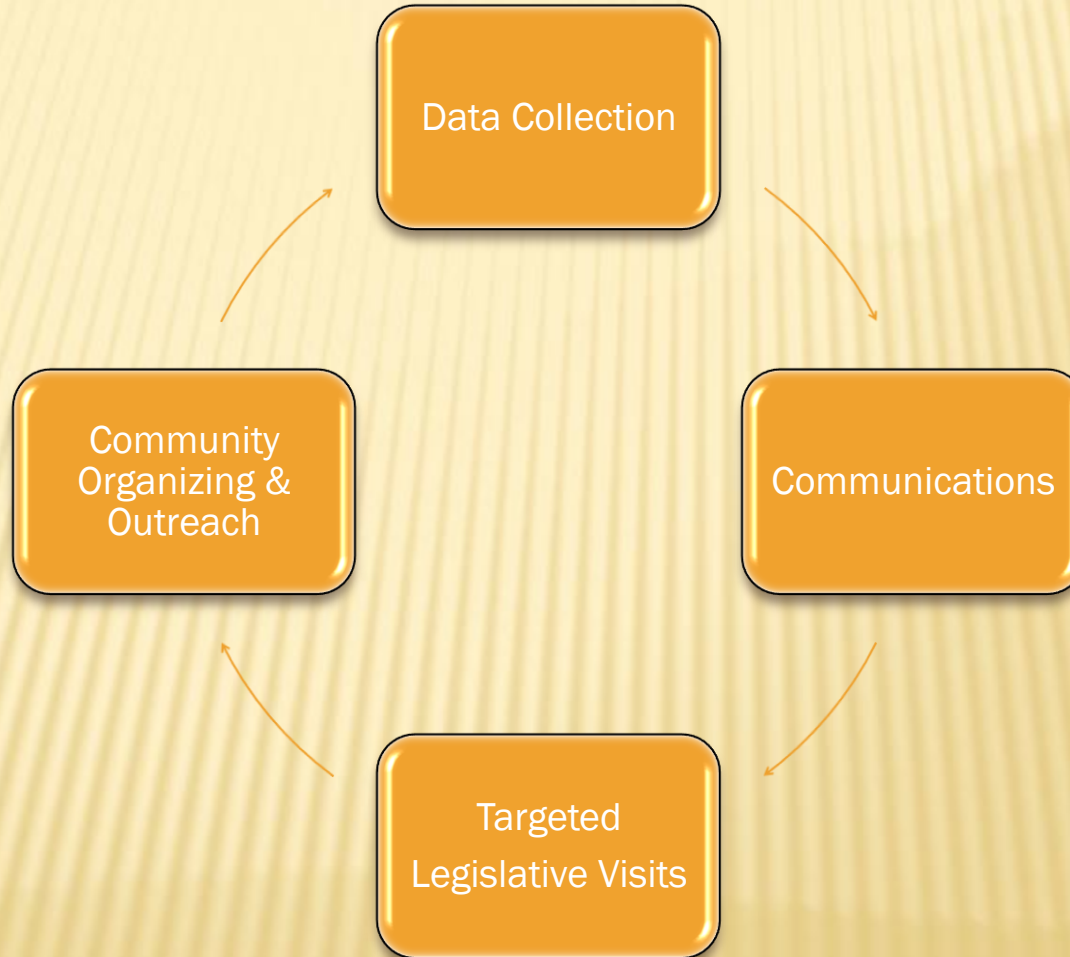 Data Collection
Community
Organizing &
Outreach
Communications
Targeted
Legislative Visits